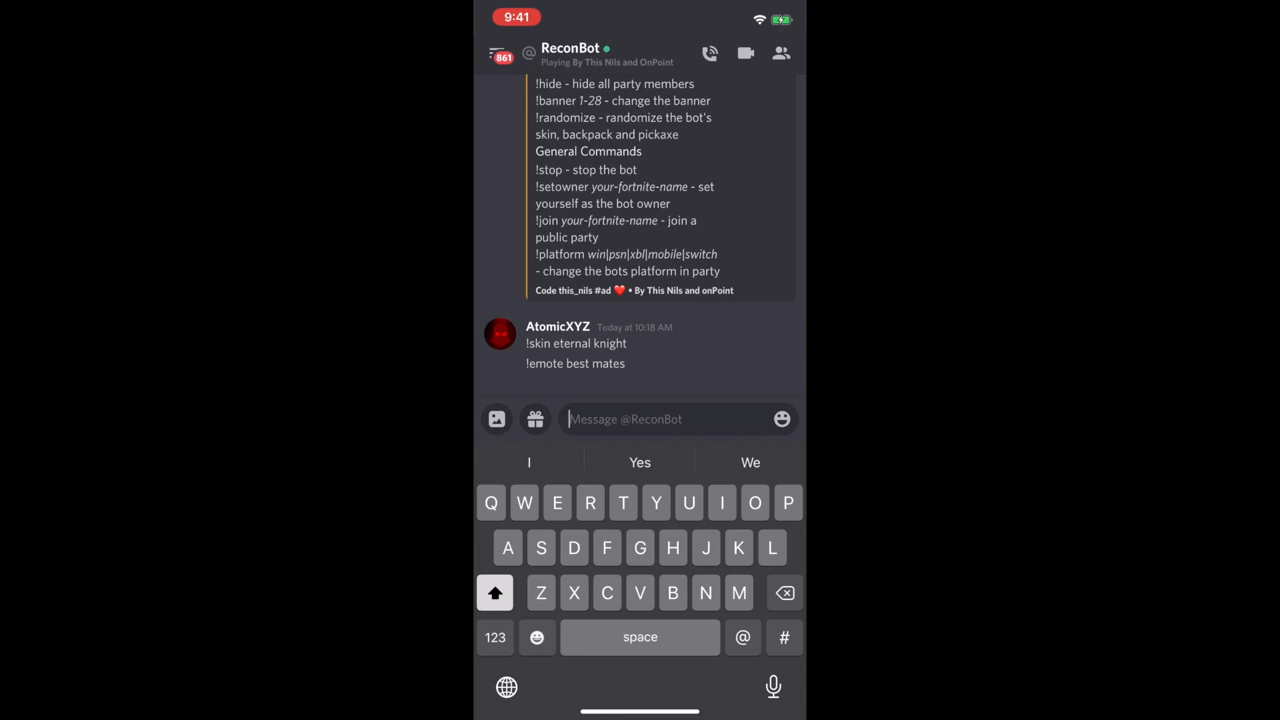 9:41
861
@ ReconBot
Playing By This Nils and OnPoint
!hide - hide all party members
!banner 1-28 - change the banner
!randomize - randomize the bot's
skin, backpack and pickaxe
General Commands
!stop - stop the bot
!setowner your-fortnite-name - set
yourself as the bot owner
!join your-fortnite-name - join a
public party
!platform win|psn|xbl|mobile|switch
- change the bots platform in party
Code this_nils #ad ❤️ • By This Nils and onPoint
AtomicXYZ Today at 10:18 AM
!skin eternal knight
!emote best mates
Message @ReconBot
I Yes We
Q W E R T Y U I O P
A S D F G H J K L
Z X C V B N M
123 space @ #